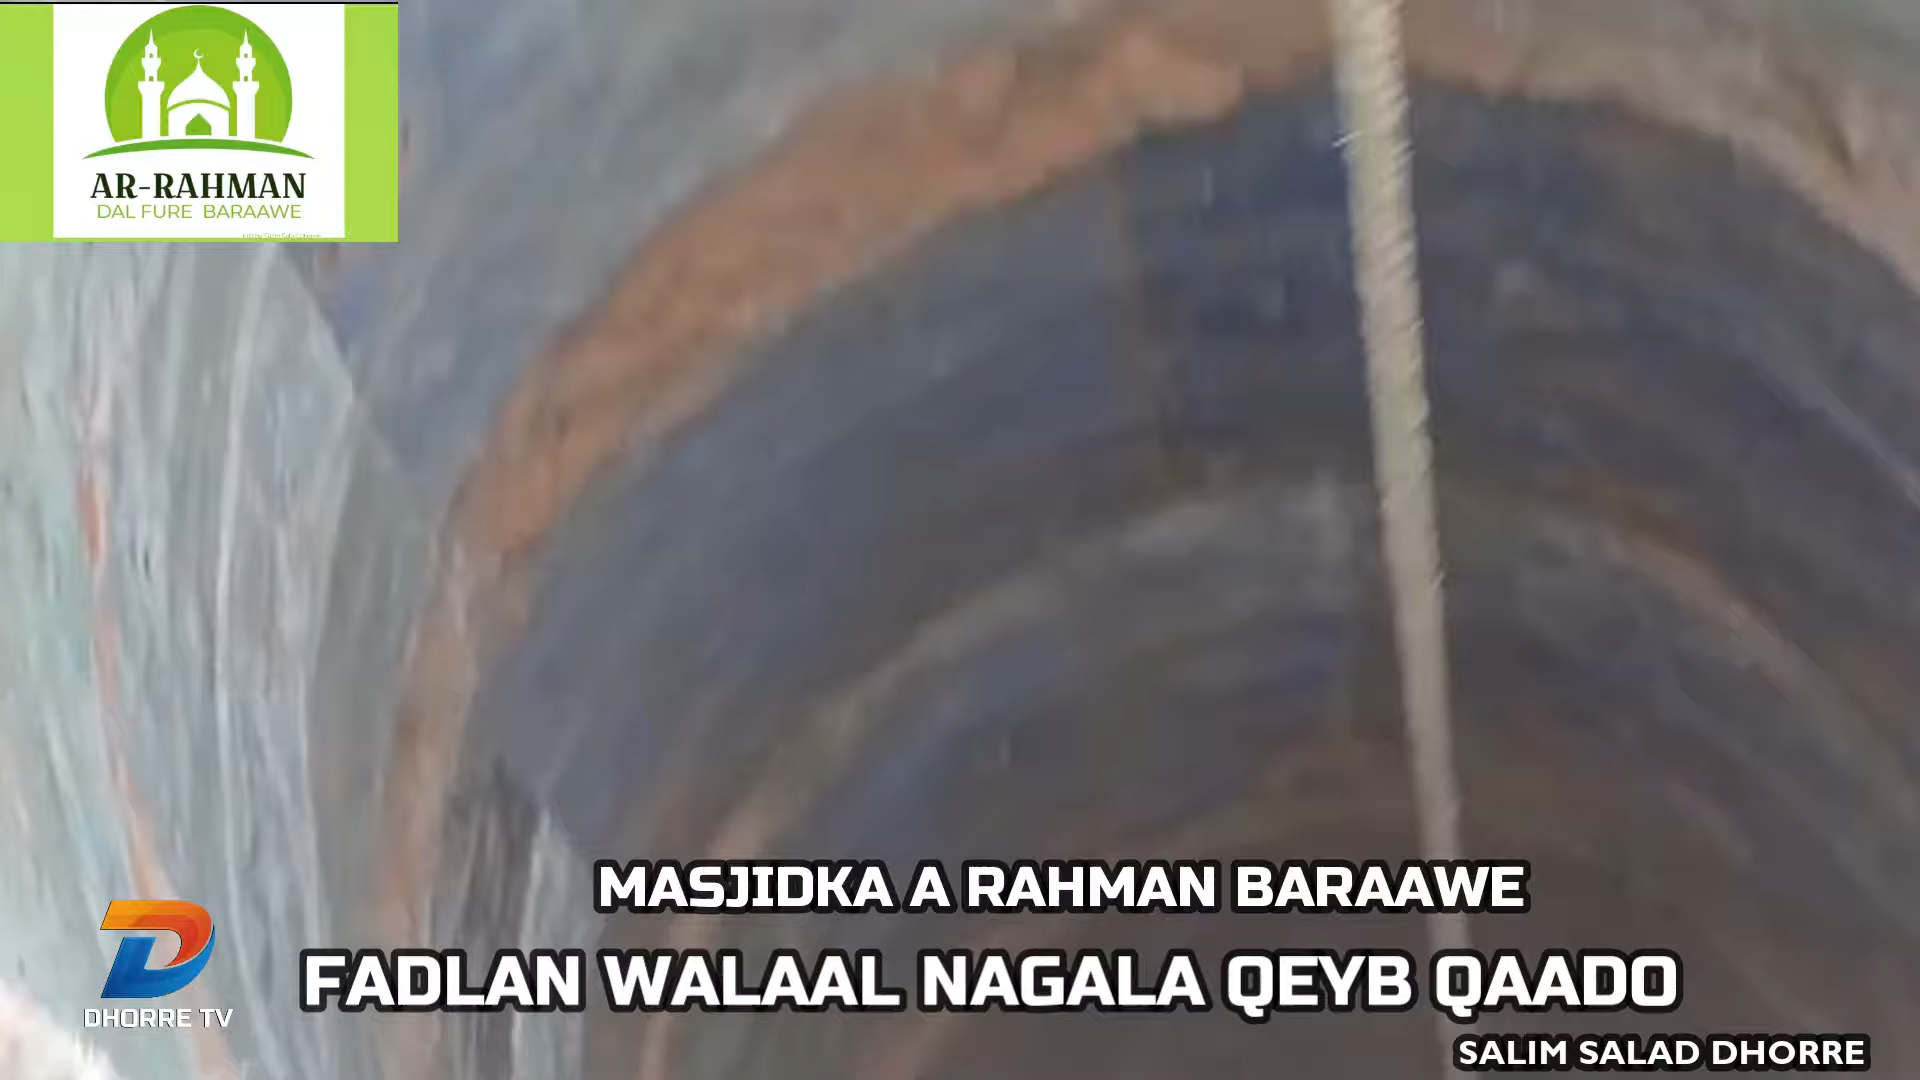 AR-RAHMAN
DAL FURE BARAAWE
MASJIDKA A RAHMAN BARAAWE
FADLAN WALAAL NAGALA QEYB QAADO
DHORRE TV
SALIM SALAD DHORRE